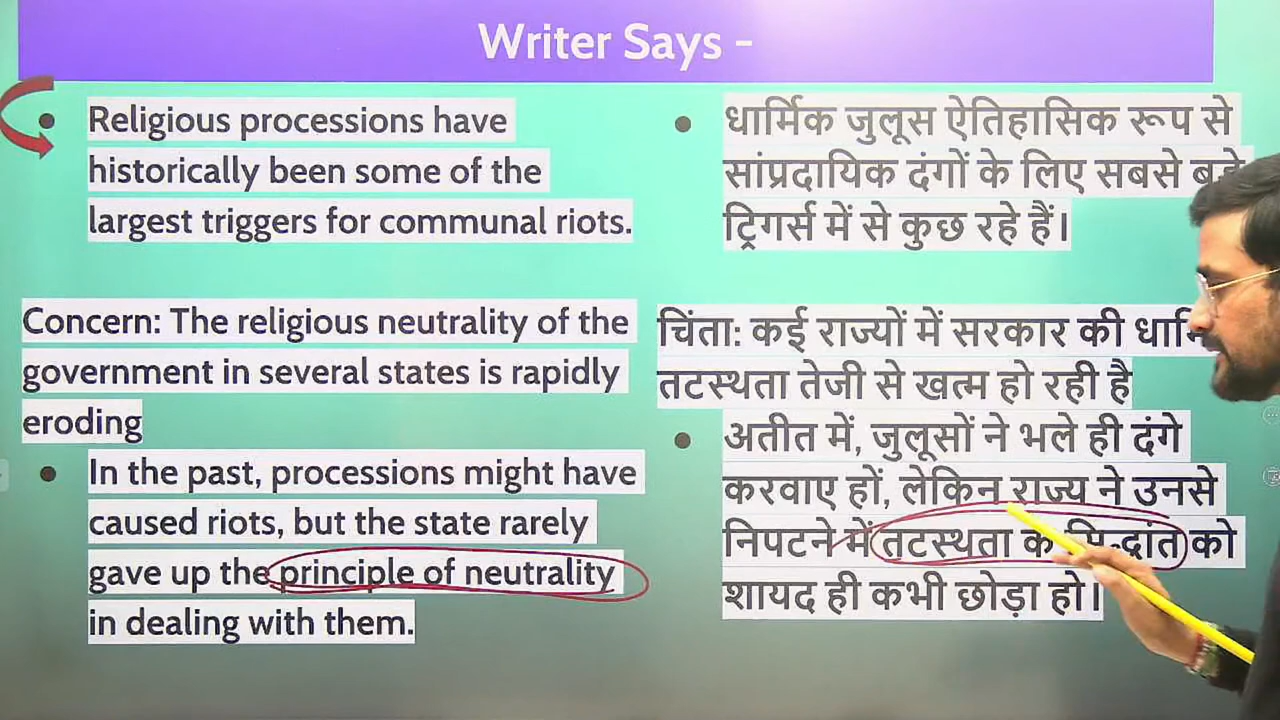 Writer Says -
Religious processions have
historically been some of the
largest triggers for communal riots.
Concern: The religious neutrality of the
government in several states is rapidly
eroding
In the past, processions might have
caused riots, but the state rarely
gave up the principle of neutrality
in dealing with them.
धार्मिक जुलूस ऐतिहासिक रूप से
सांप्रदायिक दंगों के लिए सबसे
ट्रिगर्स में से कुछ रहे हैं।
चिंता: कई राज्यों में सरकार की
तटस्थता तेजी से खत्म हो रही है
अतीत में, जुलूसों ने भले ही दंगे
करवाए हों, लेकिन राज्य ने उनसे
निपटने में तटस्थता के सिद्धांत को
शायद ही कभी छोड़ा हो।